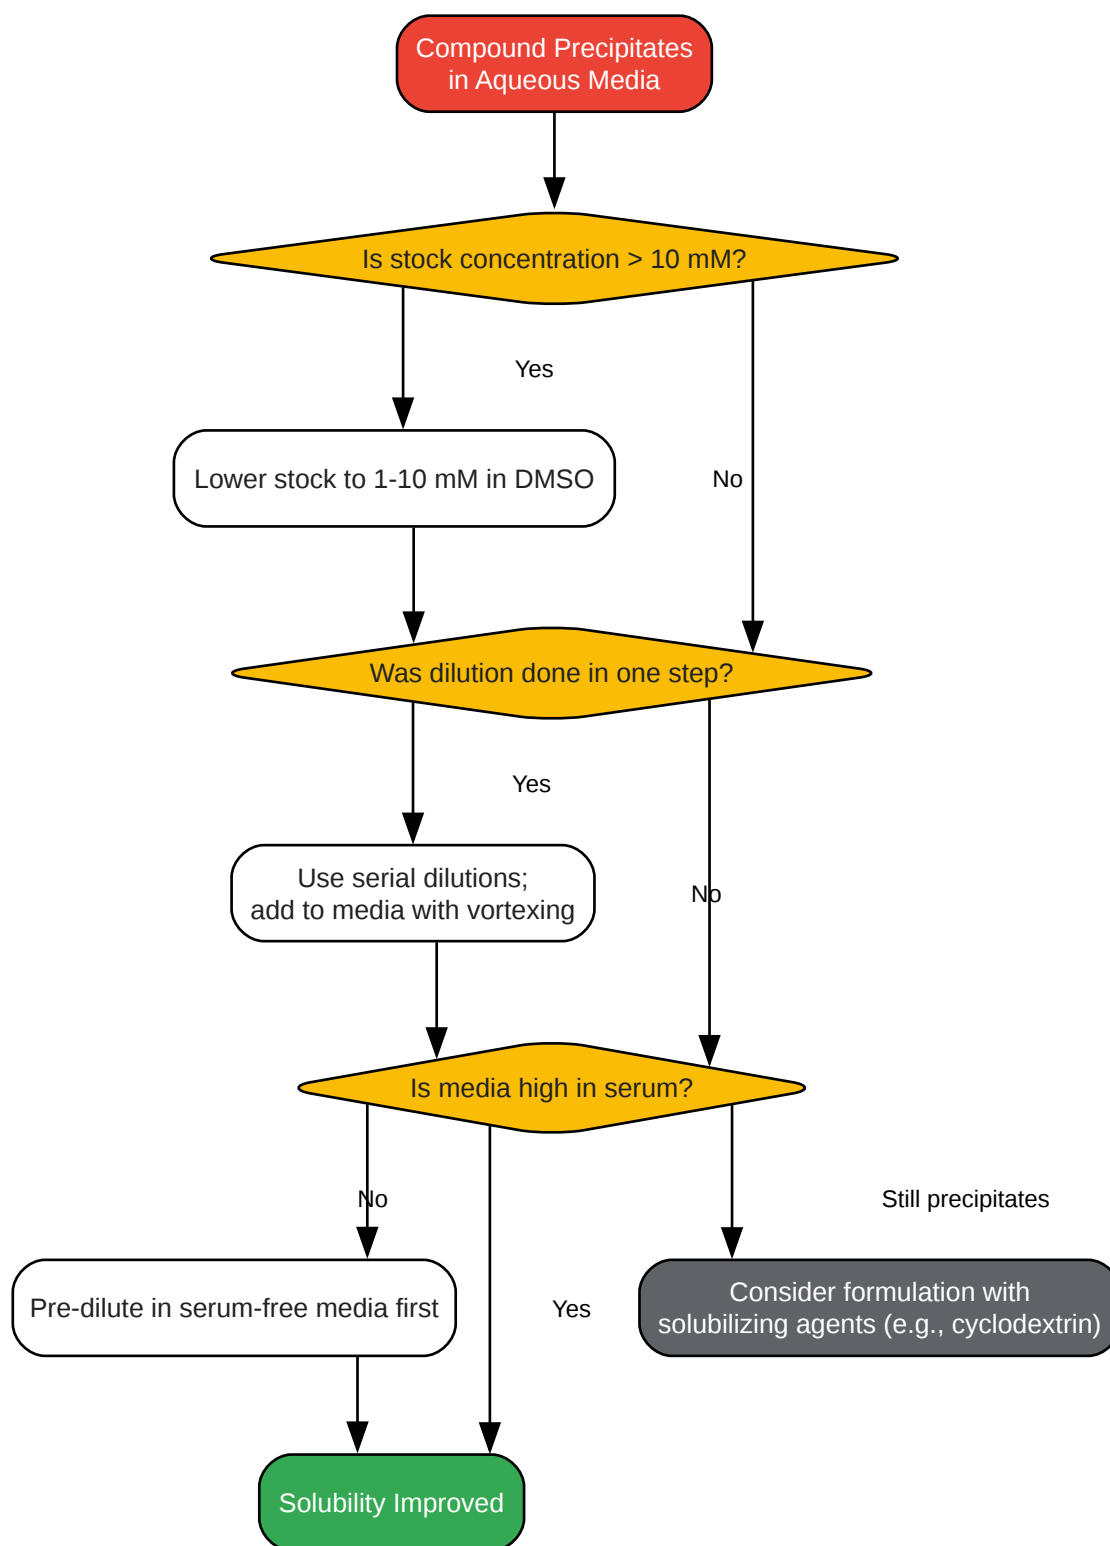 Compound Precipitates
in Aqueous Media
Is stock concentration > 10 mM?
Yes
Lower stock to 1-10 mM in DMSO
No
Was dilution done in one step?
Yes
Use serial dilutions;
add to media with vortexing
No
Is media high in serum?
No
Still precipitates
Pre-dilute in serum-free media first
Yes
Consider formulation with
solubilizing agents (e.g., cyclodextrin)
Solubility Improved